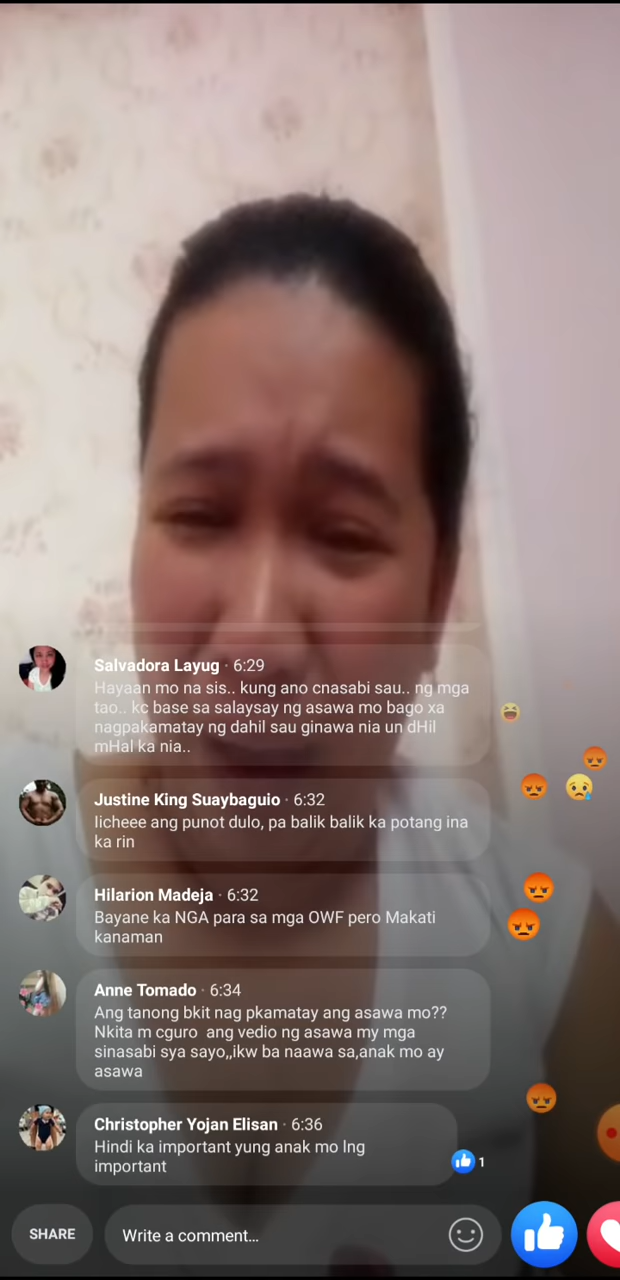 Salvadora Layug · 6:29
Hayaan mo na sis.. kung ano cnasabi sau.. ng mga
tao.. kc base sa salaysay ng asawa mo bago xa
nagpakamatay ng dahil sau ginawa nia un dHil
mHal ka nia..
Justine King Suaybaguio · 6:32
Iicheee ang punot dulo, pa balik balik ka potang ina
ka rin
Hilarion Madeja · 6:32
Bayane ka NGA para sa mga OWF pero Makati
kanaman
Anne Tomado · 6:34
Ang tanong bkit nag pkamatay ang asawa mo??
Nkita m cguro ang vedio ng asawa my mga
sinasabi sya sayo,,ikw ba naawa sa,anak mo ay
asawa
Christopher Yojan Elisan · 6:36
Hindi ka important yung anak mo lng
important
1
SHARE
Write a comment...